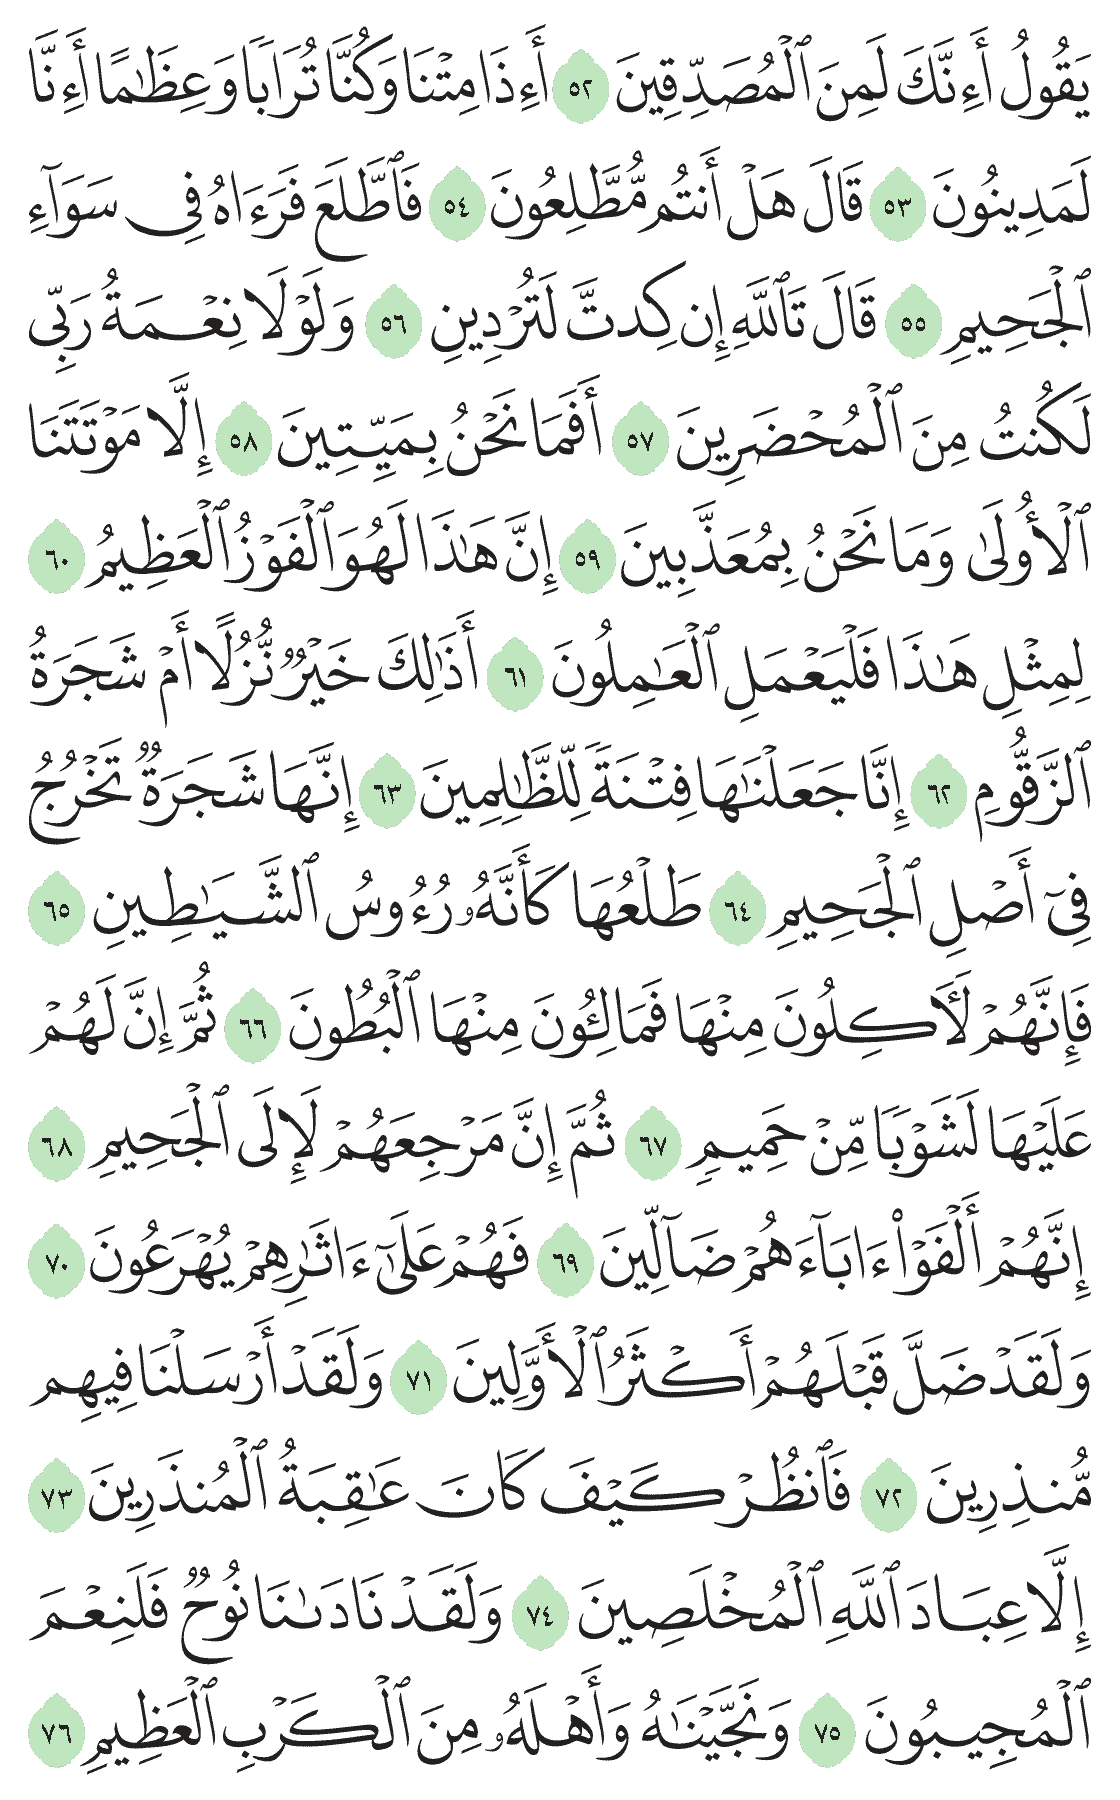 يَقُولُ أَءِنَّكَ لَمِنَ ٱلْمُصَدِّقِينَ ٥٢ أَءِذَا مِتْنَا وَكُنَّا تُرَابًا وَعِظَٰمًا أَءِنَّا
لَمَدِينُونَ ٥٣ قَالَ هَلْ أَنتُم مُّطَّلِعُونَ ٥٤ فَٱطَّلَعَ فَرَءَاهُ فِى سَوَآءِ
ٱلْجَحِيمِ ٥٥ قَالَ تَٱللَّهِ إِن كِدتَّ لَتُرْدِينِ ٥٦ وَلَوْلَا نِعْمَةُ رَبِّى
لَكُنتُ مِنَ ٱلْمُحْضَرِينَ ٥٧ أَفَمَا نَحْنُ بِمَيِّتِينَ ٥٨ إِلَّا مَوْتَتَنَا
ٱلْأُولَىٰ وَمَا نَحْنُ بِمُعَذَّبِينَ ٥٩ إِنَّ هَٰذَا لَهُوَ ٱلْفَوْزُ ٱلْعَظِيمُ ٦٠
لِمِثْلِ هَٰذَا فَلْيَعْمَلِ ٱلْعَٰمِلُونَ ٦١ أَذَٰلِكَ خَيْرٌ نُّزُلًا أَمْ شَجَرَةُ
ٱلزَّقُّومِ ٦٢ إِنَّا جَعَلْنَٰهَا فِتْنَةً لِّلظَّٰلِمِينَ ٦٣ إِنَّهَا شَجَرَةٌ تَخْرُجُ
فِىٓ أَصْلِ ٱلْجَحِيمِ ٦٤ طَلْعُهَا كَأَنَّهُۥ رُءُوسُ ٱلشَّيَٰطِينِ ٦٥
فَإِنَّهُمْ لَءَاكِلُونَ مِنْهَا فَمَالِـُٔونَ مِنْهَا ٱلْبُطُونَ ٦٦ ثُمَّ إِنَّ لَهُمْ
عَلَيْهَا لَشَوْبًا مِّنْ حَمِيمٍ ٦٧ ثُمَّ إِنَّ مَرْجِعَهُمْ لَإِلَى ٱلْجَحِيمِ ٦٨
إِنَّهُمْ أَلْفَوْا۟ ءَابَآءَهُمْ ضَآلِّينَ ٦٩ فَهُمْ عَلَىٰٓ ءَاثَٰرِهِمْ يُهْرَعُونَ ٧٠
وَلَقَدْ ضَلَّ قَبْلَهُمْ أَكْثَرُ ٱلْأَوَّلِينَ ٧١ وَلَقَدْ أَرْسَلْنَا فِيهِم
مُّنذِرِينَ ٧٢ فَٱنظُرْ كَيْفَ كَانَ عَٰقِبَةُ ٱلْمُنذَرِينَ ٧٣
إِلَّا عِبَادَ ٱللَّهِ ٱلْمُخْلَصِينَ ٧٤ وَلَقَدْ نَادَىٰنَا نُوحٌ فَلَنِعْمَ
ٱلْمُجِيبُونَ ٧٥ وَنَجَّيْنَٰهُ وَأَهْلَهُۥ مِنَ ٱلْكَرْبِ ٱلْعَظِيمِ ٧٦